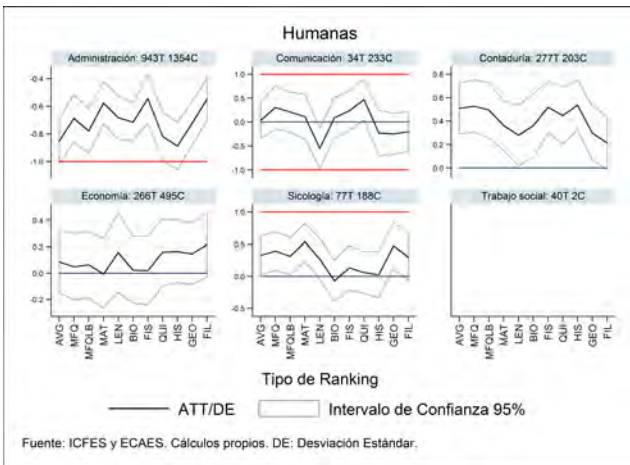 Humanas
Administración: 943T 1354C
Comunicación: 34T 233C
Contaduría: 277T 203C
-0.4
-0.6
-0.8
-1.0
1.0
0.5
0.0
-0.5
-1.0
0.8
0.6
0.4
0.2
0.0
Economía: 266T 495C
Sicología: 77T 188C
Trabajo social: 40T 2C
0.4
0.2
0.0
-0.2
1.0
0.5
0.0
-0.5
AVG MFQ MFQLB MAT LEN BIO FIS QUI HIS GEO FIL
AVG MFQ MFQLB MAT LEN BIO FIS QUI HIS GEO FIL
AVG MFQ MFQLB MAT LEN BIO FIS QUI HIS GEO FIL
Tipo de Ranking
ATT/DE Intervalo de Confianza 95%
Fuente: ICFES y ECAES. Cálculos propios. DE: Desviación Estándar.